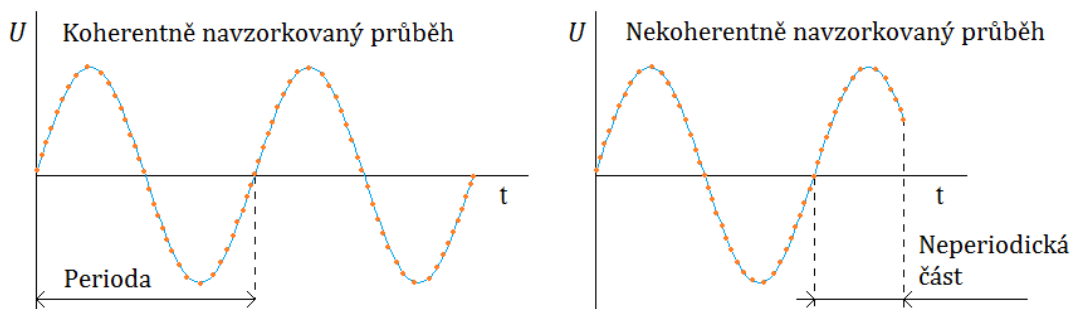 U
Koherentně navzorkovaný průběh
t
Perioda
U
Nekoherentně navzorkovaný průběh
t
Neperiodická
část